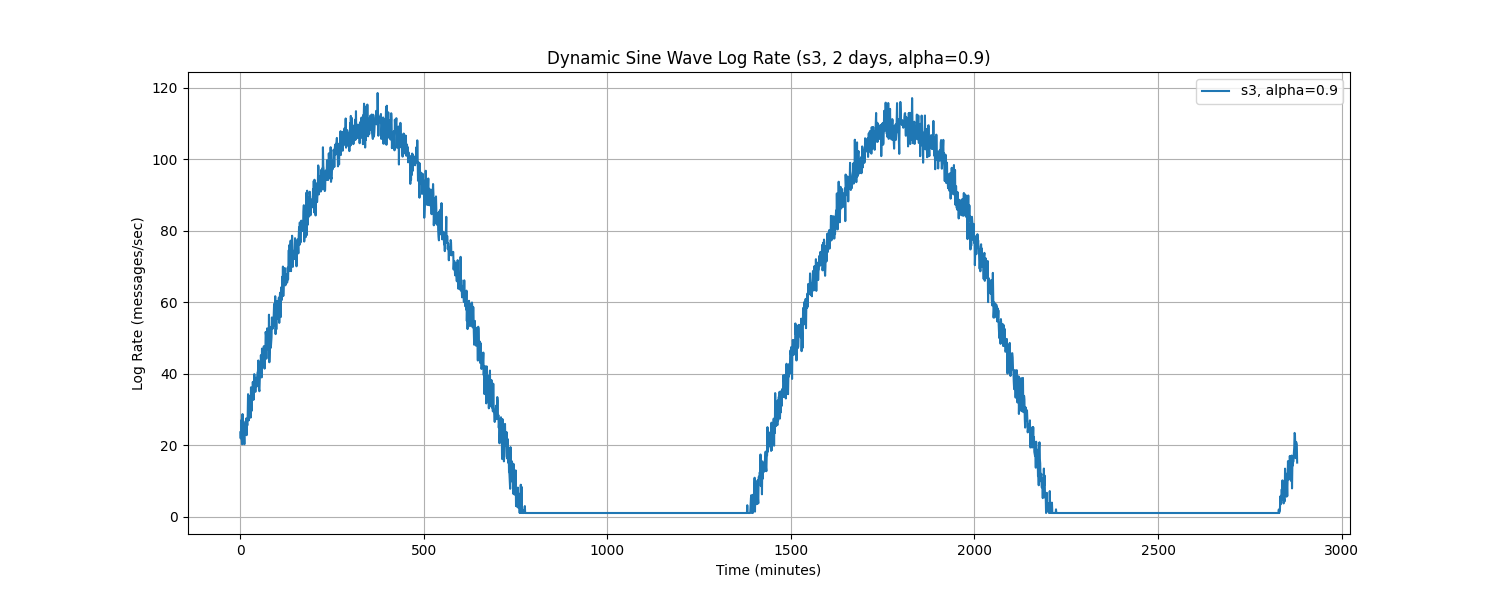 Dynamic Sine Wave Log Rate (s3, 2 days, alpha=0.9)
s3, alpha=0.9
Log Rate (messages/sec)
120
100
80
60
40
20
0
0 500 1000 1500 2000 2500 3000
Time (minutes)